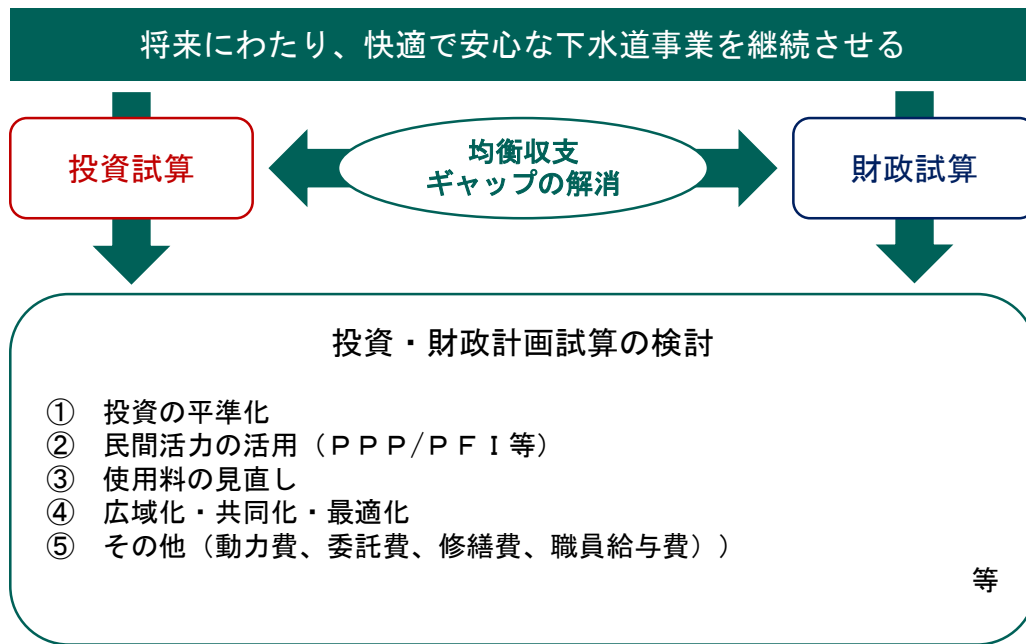 将来にわたり、快適で安心な下水道事業を継続させる
投資試算
均衡収支
ギャップの解消
財政試算
投資・財政計画試算の検討
① 投資の平準化
② 民間活力の活用（ＰＰＰ/ＰＦＩ等）
③ 使用料の見直し
④ 広域化・共同化・最適化
⑤ その他（動力費、委託費、修繕費、職員給与費））
等